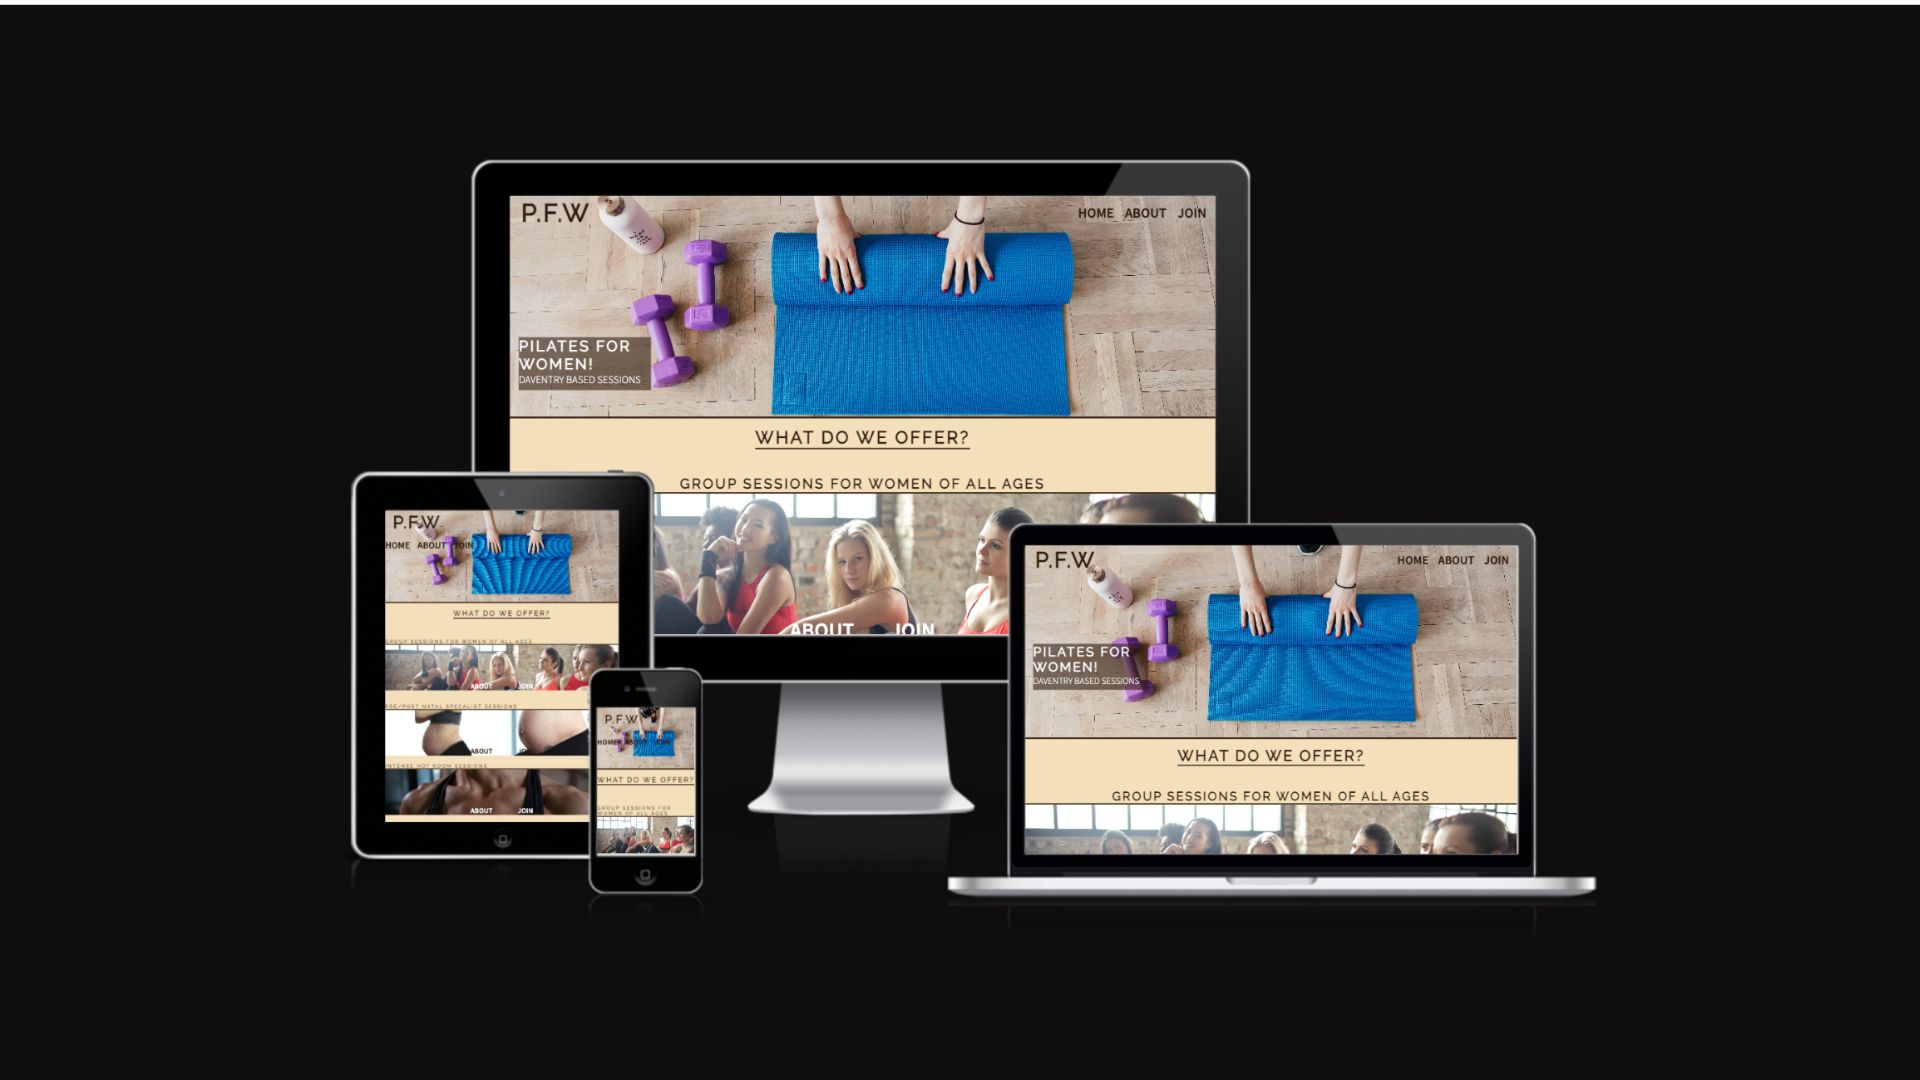 P.F.W
HOME ABOUT JOIN
PILATES FOR
WOMEN!
DAVENTRY BASED SESSIONS
WHAT DO WE OFFER?
GROUP SESSIONS FOR WOMEN OF ALL AGES
ABOUT JOIN
P.F.W
HOME ABOUT JOIN
WHAT DO WE OFFER?
GROUP SESSIONS FOR WOMEN OF ALL AGES
ABOUT JOIN
PRE/POST NATAL SPECALIST SESSIONS
ABOUT
INTENSE HOT ROOM SESSIONS
ABOUT JOIN
P.F.W
HOME ABOUT JOIN
WHAT DO WE OFFER?
GROUP SESSIONS FOR
WOMEN OF ALL AGES
P.F.W
HOME ABOUT JOIN
PILATES FOR
WOMEN!
DAVENTRY BASED SESSIONS
WHAT DO WE OFFER?
GROUP SESSIONS FOR WOMEN OF ALL AGES